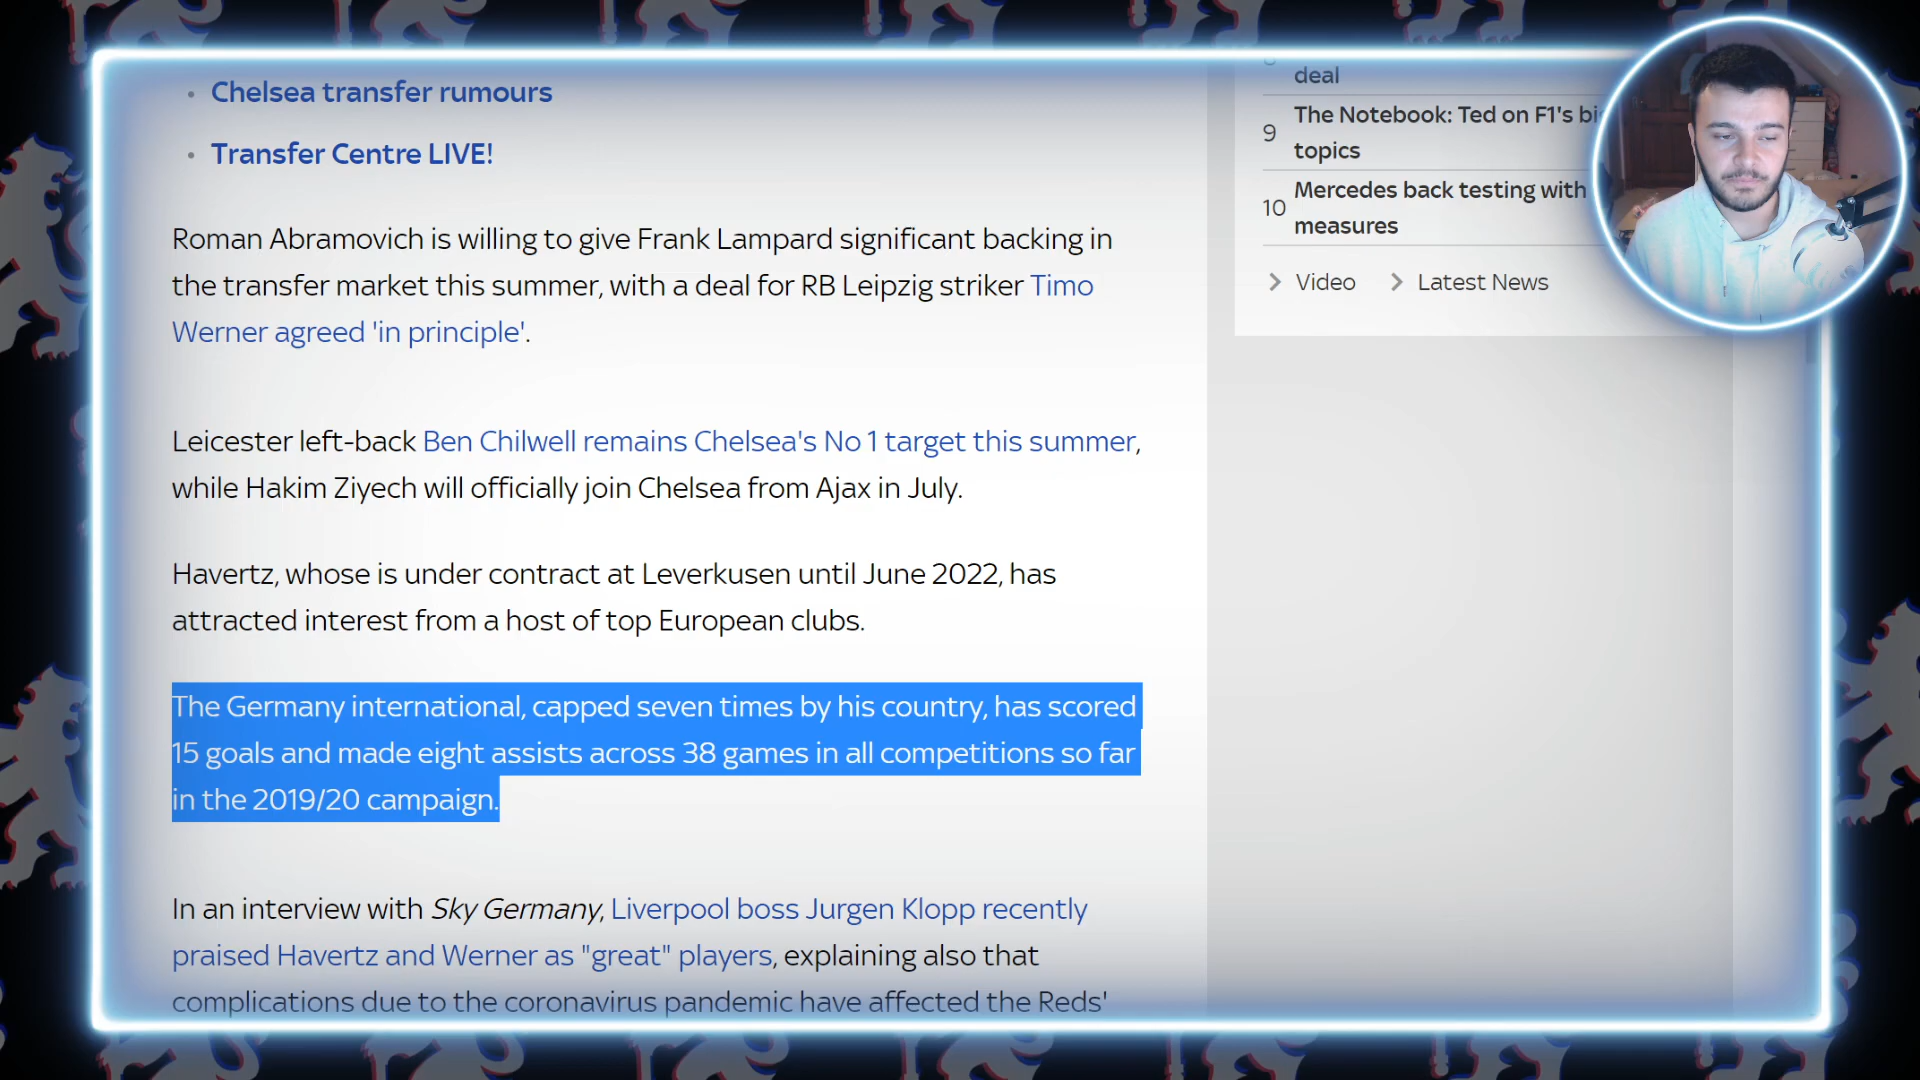 Chelsea transfer rumours
Transfer Centre LIVE!
Roman Abramovich is willing to give Frank Lampard significant backing in
the transfer market this summer, with a deal for RB Leipzig striker Timo
Werner agreed 'in principle'.
Leicester left-back Ben Chilwell remains Chelsea's No 1 target this summer,
while Hakim Ziyech will officially join Chelsea from Ajax in July.
Havertz, whose is under contract at Leverkusen until June 2022, has
attracted interest from a host of top European clubs.
The Germany international, capped seven times by his country, has scored
15 goals and made eight assists across 38 games in all competitions so far
in the 2019/20 campaign.
In an interview with Sky Germany, Liverpool boss Jurgen Klopp recently
praised Havertz and Werner as "great" players, explaining also that
complications due to the coronavirus pandemic have affected the Reds'
deal
9 The Notebook: Ted on F1's
topics
10 Mercedes back testing with
measures
Video Latest News